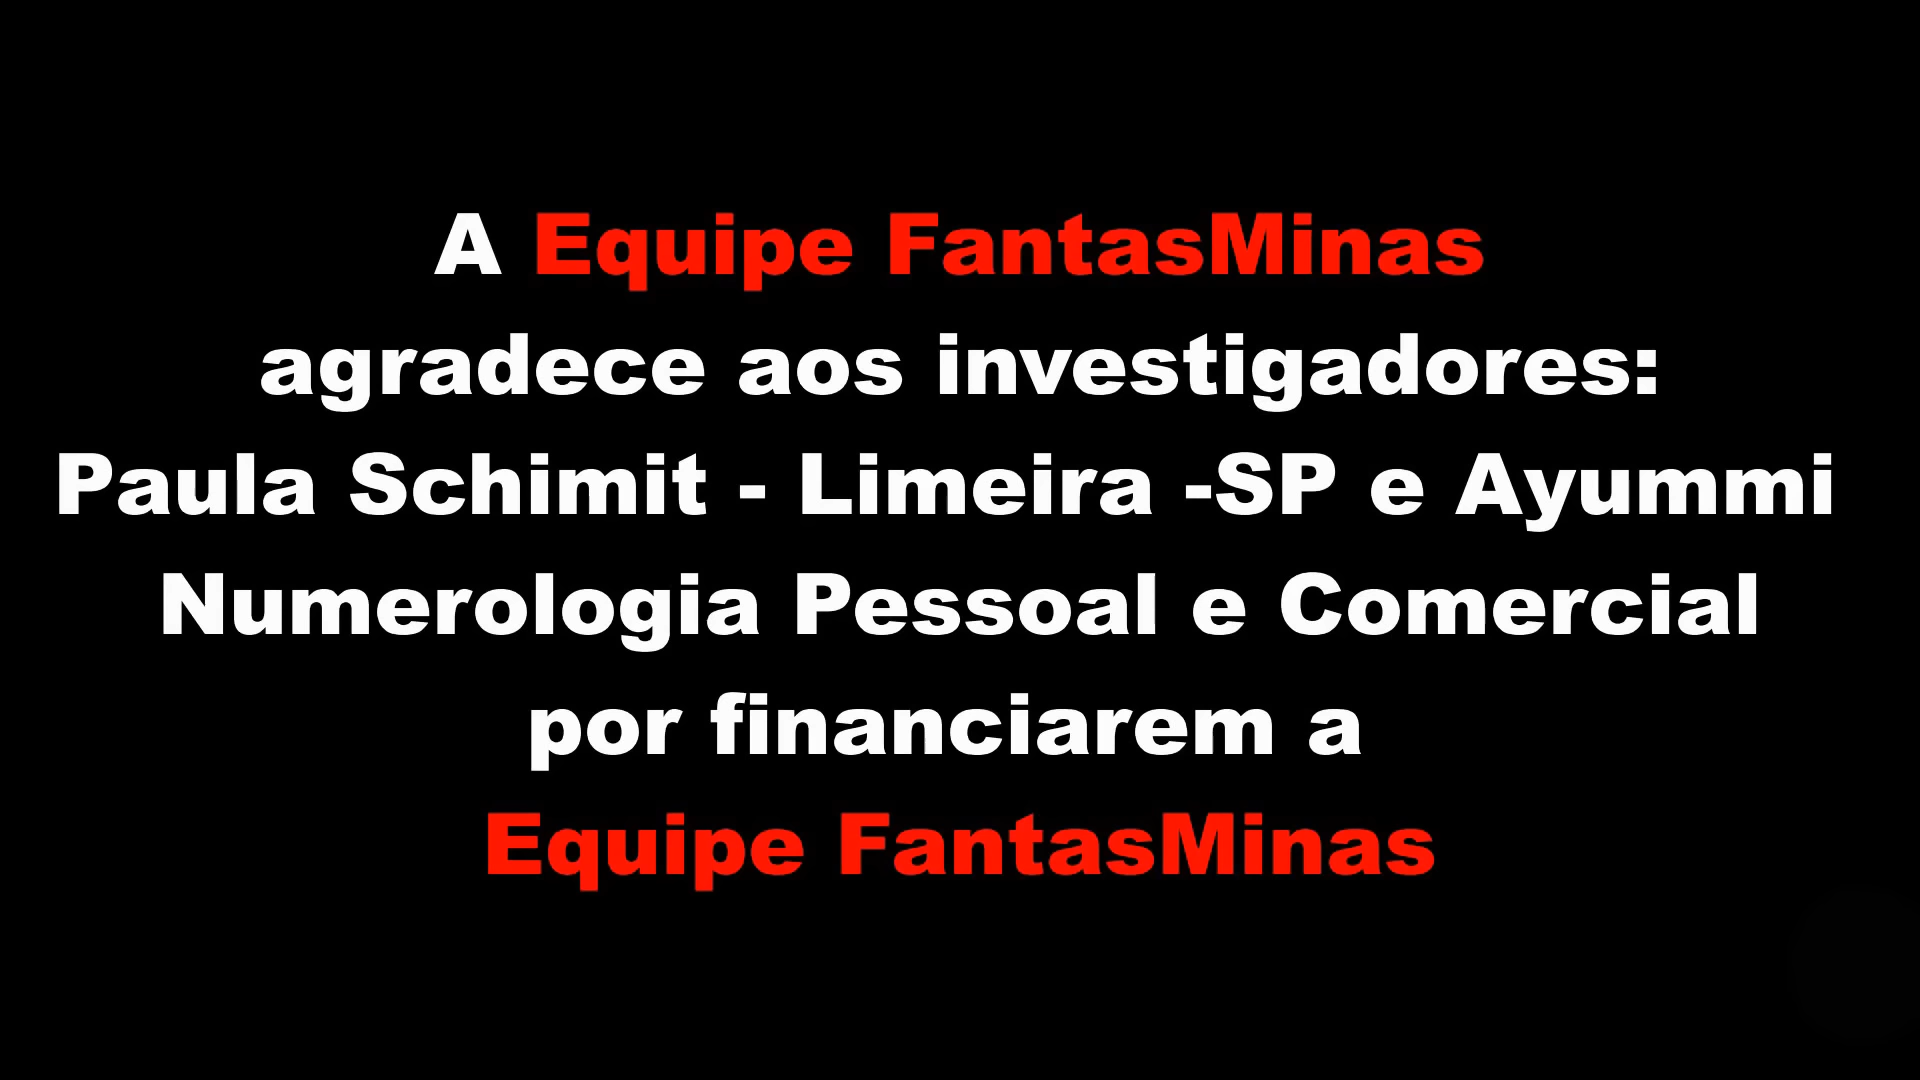 A Equipe FantasMinas
agradece aos investigadores:
Paula Schimit - Limeira -SP e Ayummi
Numerologia Pessoal e Comercial
por financiarem a
Equipe FantasMinas